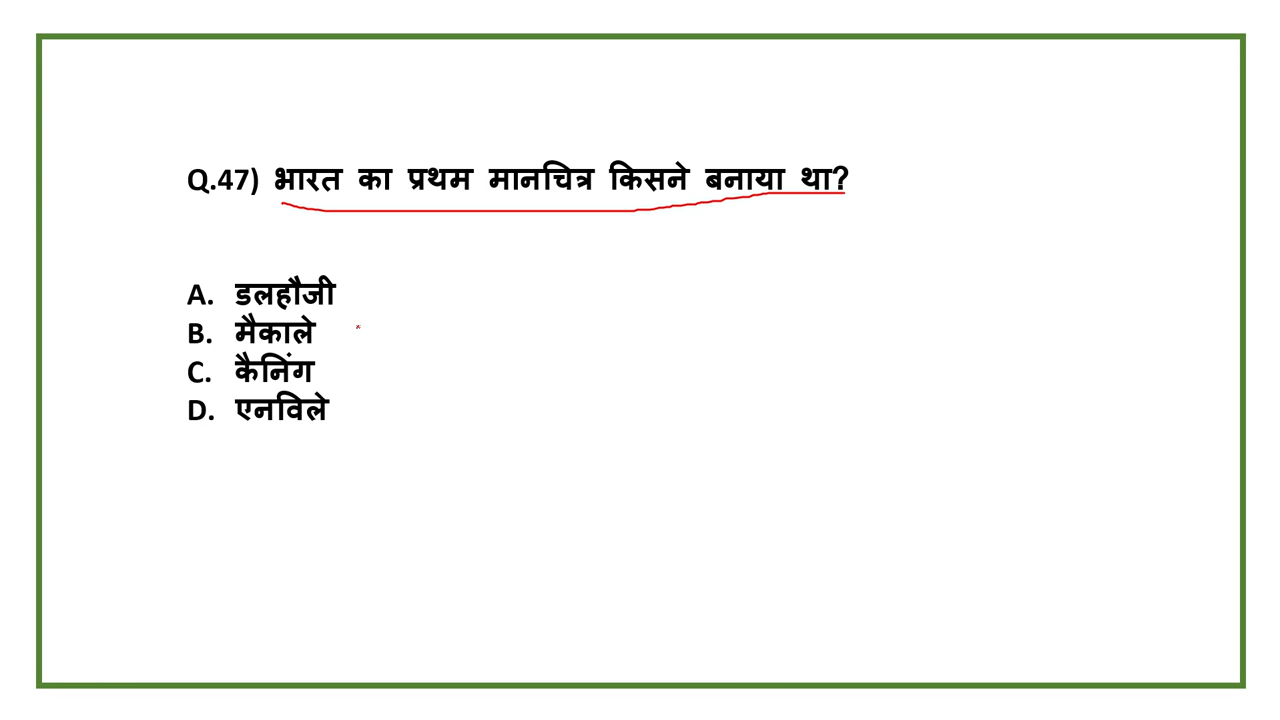 Q.47) भारत का प्रथम मानचित्र किसने बनाया था?
A. डलहौजी
B. मैकाले
C. कैनिंग
D. एनविले